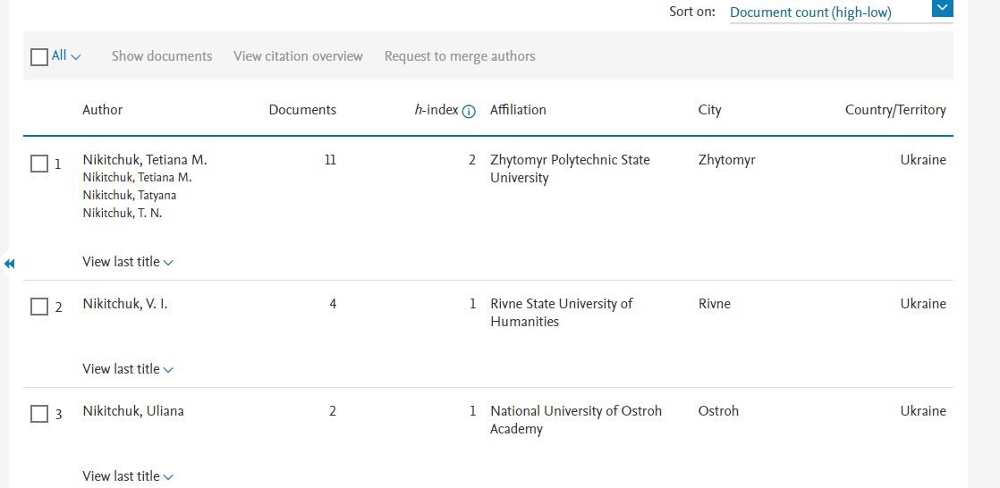 Sort on: Document count (high-low)
All Show documents View citation overview Request to merge authors
Author Documents h-index Affiliation City Country/Territory
1 Nikitchuk, Tetiana M. 11 2 Zhytomyr Polytechnic State Zhytomyr Ukraine
Nikitchuk, Tetiana M. University
Nikitchuk, Tatyana
Nikitchuk, T. N.
View last title
2 Nikitchuk, V. I. 4 1 Rivne State University of Rivne Ukraine
Humanities
View last title
3 Nikitchuk, Uliana 2 1 National University of Ostroh Ostroh Ukraine
Academy
View last title